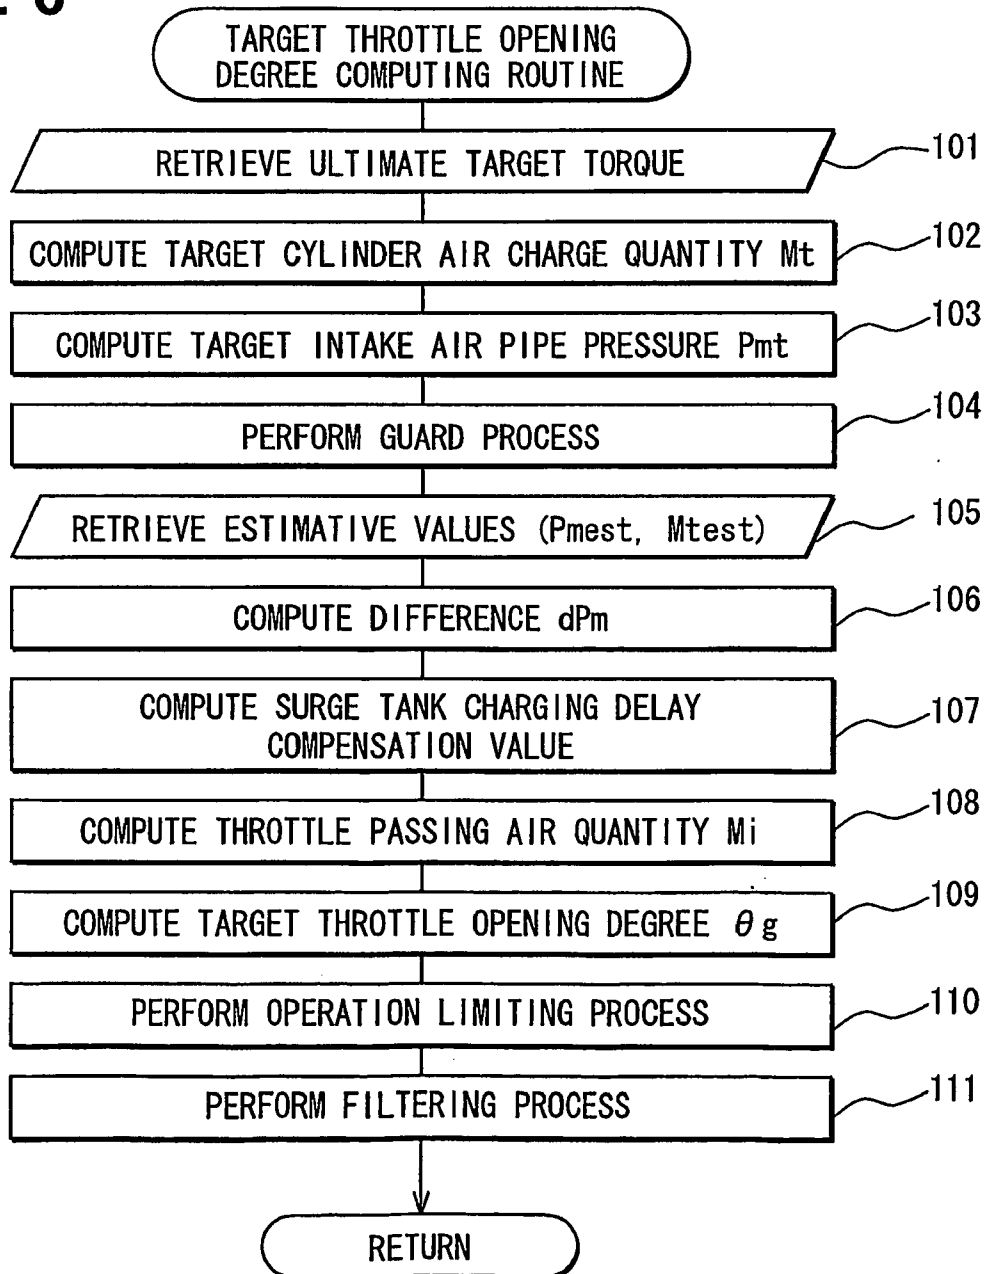 TARGET THROTTLE OPENING
DEGREE COMPUTING ROUTINE
RETRIEVE ULTIMATE TARGET TORQUE
101
COMPUTE TARGET CYLINDER AIR CHARGE QUANTITY Mt
102
COMPUTE TARGET INTAKE AIR PIPE PRESSURE Pmt
103
PERFORM GUARD PROCESS
104
RETRIEVE ESTIMATIVE VALUES (Pmest, Mtest)
105
COMPUTE DIFFERENCE dPm
106
COMPUTE SURGE TANK CHARGING DELAY
COMPENSATION VALUE
107
COMPUTE THROTTLE PASSING AIR QUANTITY Mi
108
COMPUTE TARGET THROTTLE OPENING DEGREE θg
109
PERFORM OPERATION LIMITING PROCESS
110
PERFORM FILTERING PROCESS
111
RETURN